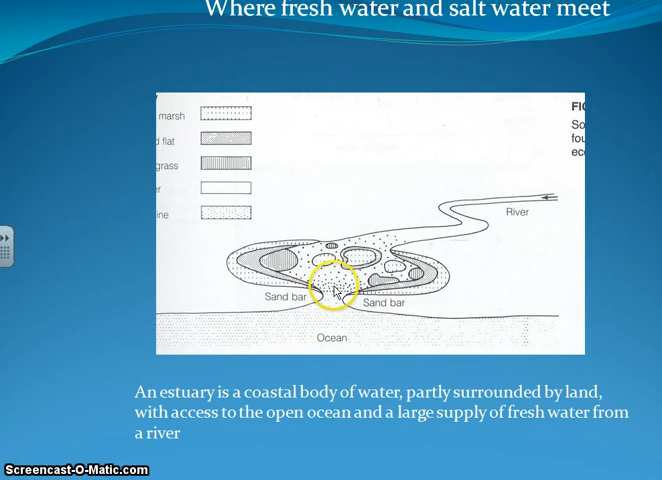 Where fresh water and salt water meet
marsh
d flat
grass
er
ine
FIG
So
fou
eco
River
Sand bar
Sand bar
Ocean
An estuary is a coastal body of water, partly surrounded by land,
with access to the open ocean and a large supply of fresh water from
a river
Screencast-O-Matic.com